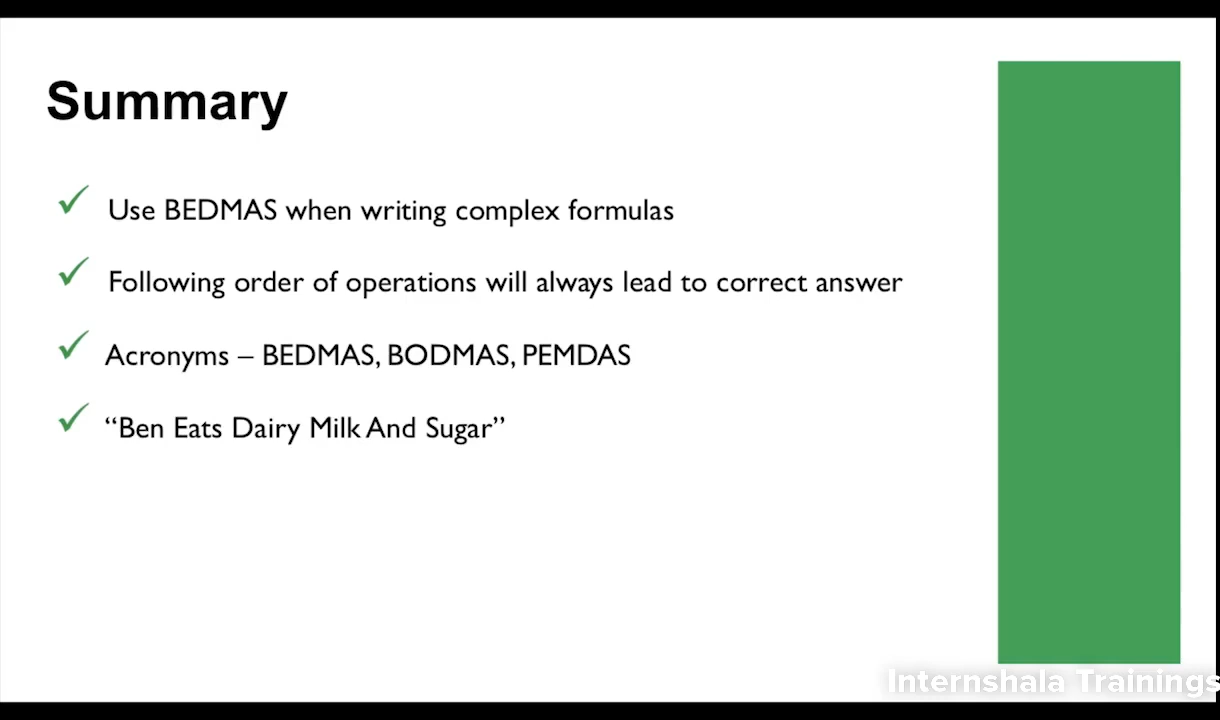 Summary
✓ Use BEDMAS when writing complex formulas
✓ Following order of operations will always lead to correct answer
✓ Acronyms – BEDMAS, BODMAS, PEMDAS
✓ “Ben Eats Dairy Milk And Sugar”
Internshala Trainings